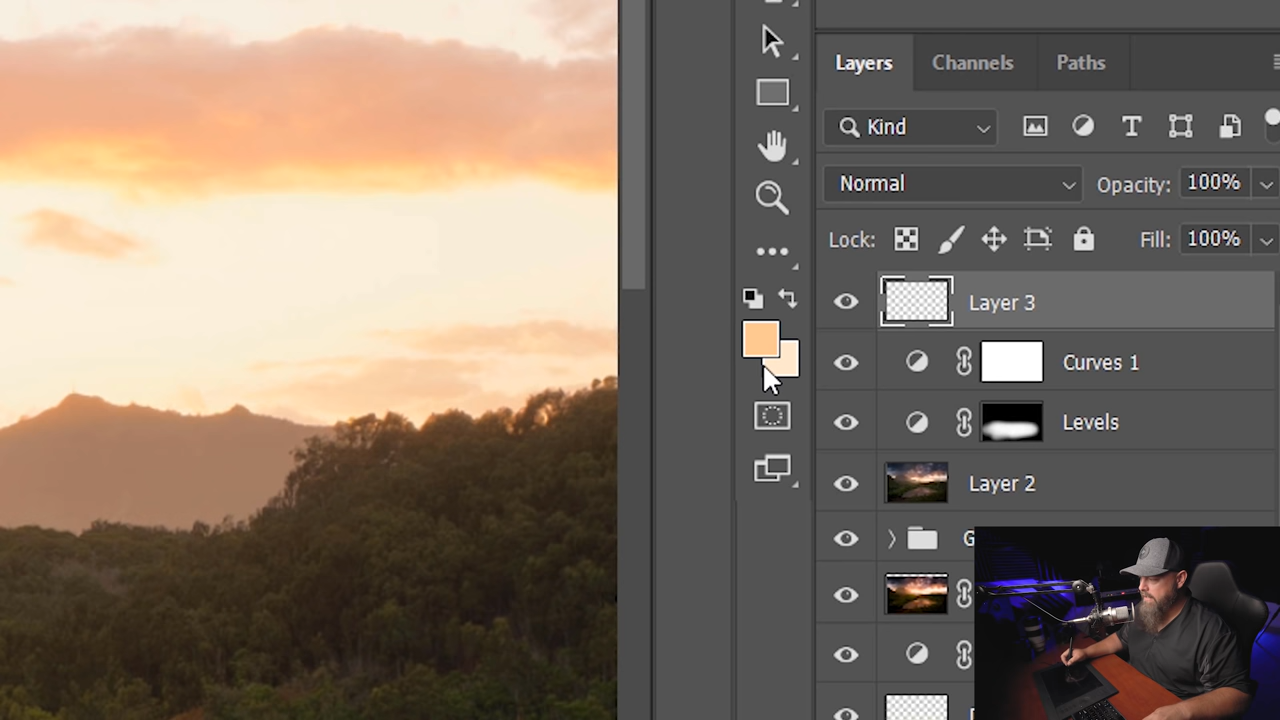 Layers Channels Paths
Kind
Normal Opacity: 100%
Lock: Fill: 100%
Layer 3
Curves 1
Levels
Layer 2
G